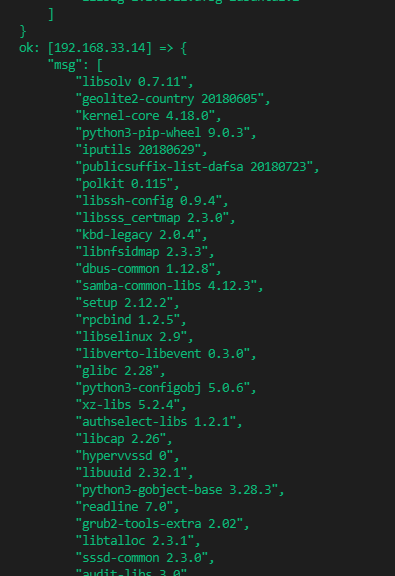 ]
}
ok: [192.168.33.14] => {
"msg": [
"libsolv 0.7.11",
"geolite2-country 20180605",
"kernel-core 4.18.0",
"python3-pip-wheel 9.0.3",
"iputils 20180629",
"publicsuffix-list-dafsa 20180723",
"polkit 0.115",
"libssh-config 0.9.4",
"libsss_certmap 2.3.0",
"kbd-legacy 2.0.4",
"libnfsidmap 2.3.3",
"dbus-common 1.12.8",
"samba-common-libs 4.12.3",
"setup 2.12.2",
"rpcbind 1.2.5",
"libselinux 2.9",
"libverto-libevent 0.3.0",
"glibc 2.28",
"python3-configobj 5.0.6",
"xz-libs 5.2.4",
"authselect-libs 1.2.1",
"libcap 2.26",
"hypervvssd 0",
"libuuid 2.32.1",
"python3-gobject-base 3.28.3",
"readline 7.0",
"grub2-tools-extra 2.02",
"libtalloc 2.3.1",
"sssd-common 2.3.0",
"audit-libs 3.0",